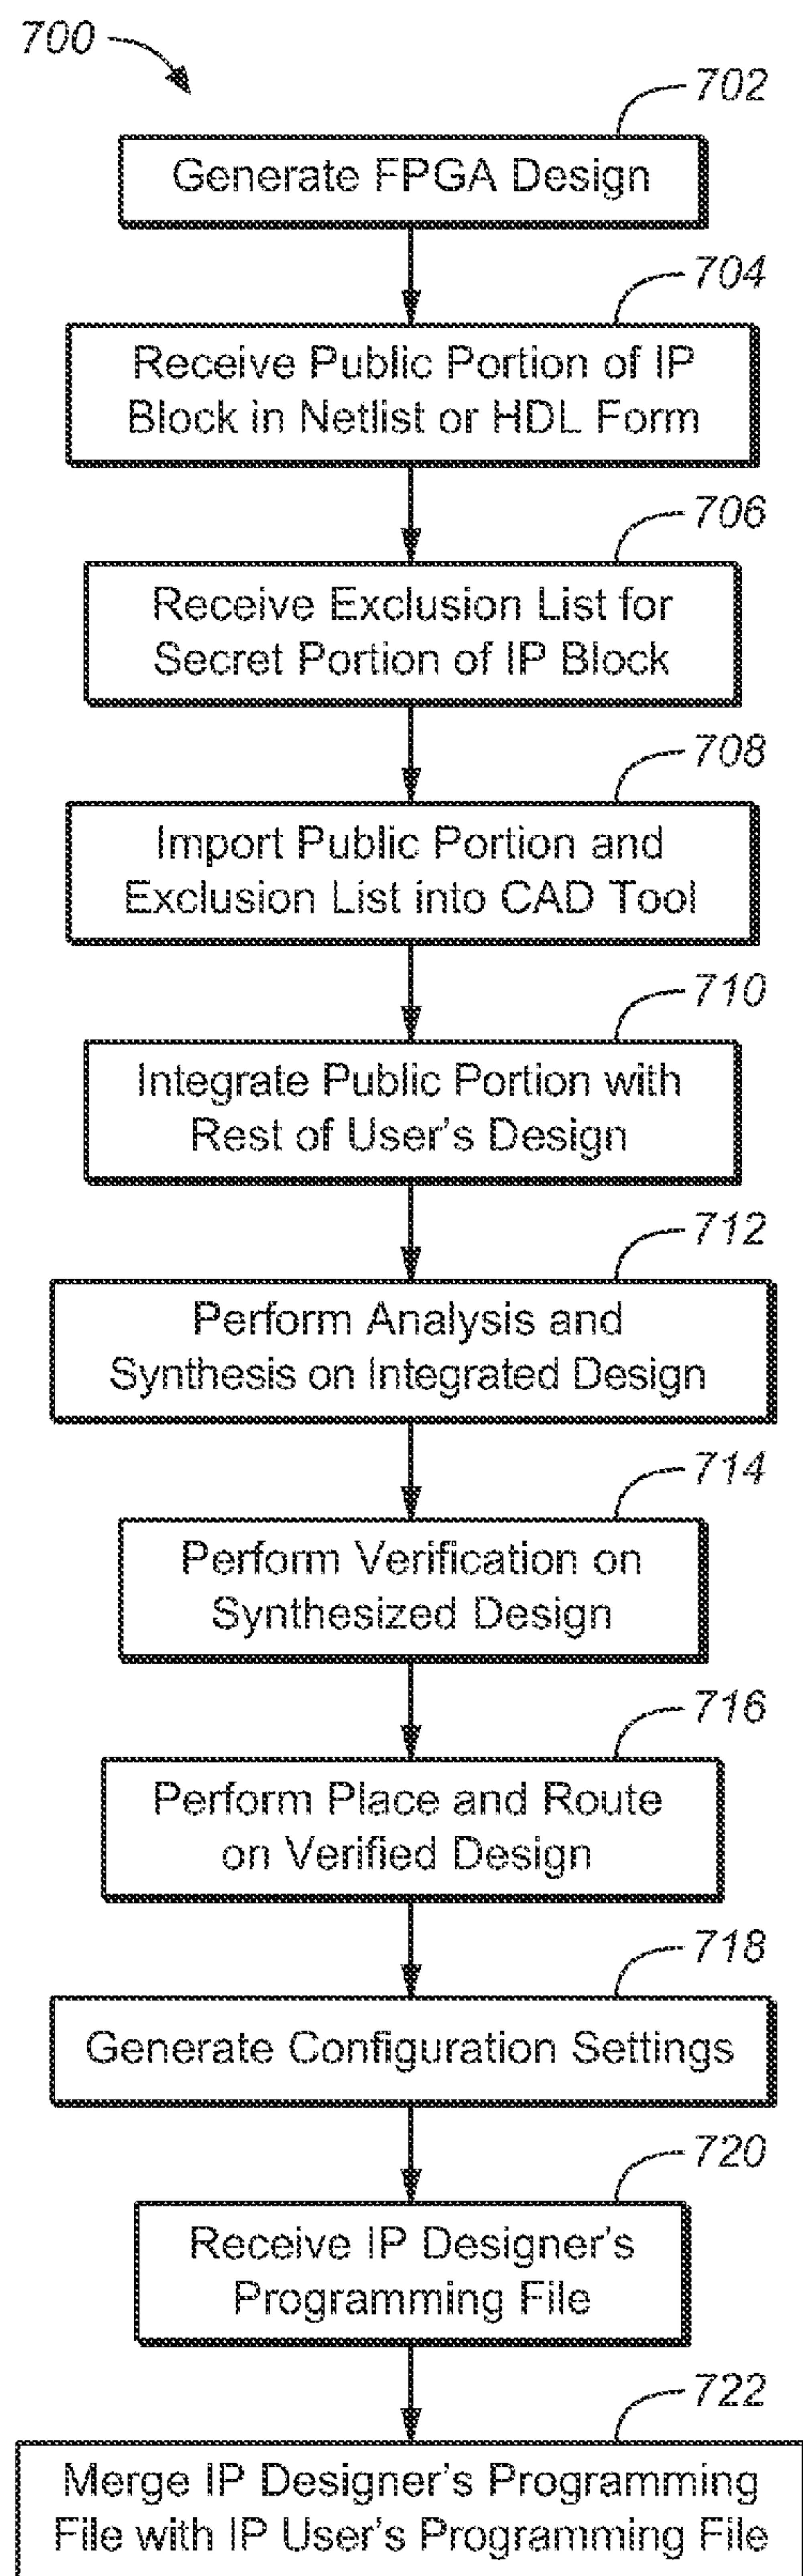 700
702
Generate FPGA Design
704
Receive Public Portion of IP
Block in Netlist or HDL Form
706
Receive Exclusion List for
Secret Portion of IP Block
708
Import Public Portion and
Exclusion List into CAD Tool
710
Integrate Public Portion with
Rest of User's Design
712
Perform Analysis and
Synthesis on Integrated Design
714
Perform Verification on
Synthesized Design
716
Perform Place and Route
on Verified Design
718
Generate Configuration Settings
720
Receive IP Designer's
Programming File
722
Merge IP Designer's Programming
File with IP User's Programming File